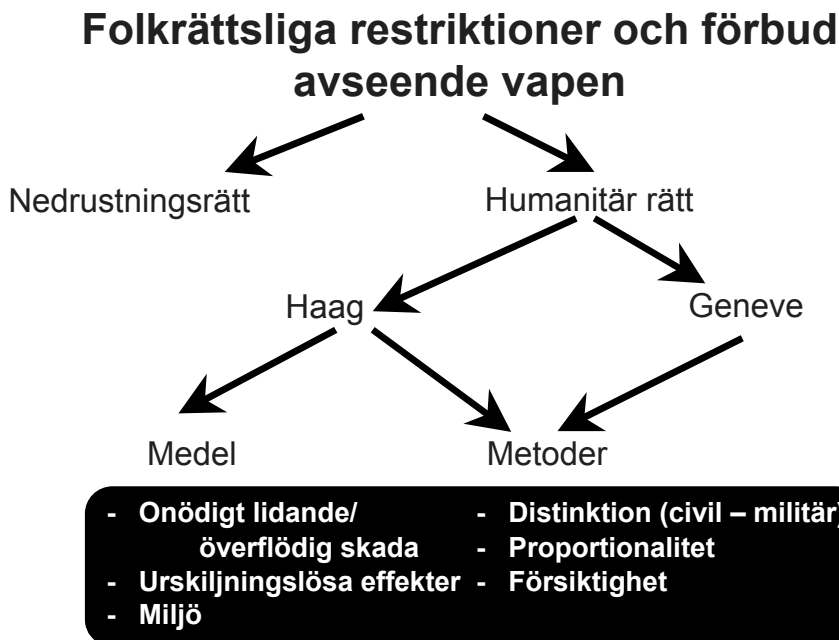 Folkrättsliga restriktioner och förbud
avseende vapen
Nedrustningsrätt
Humanitär rätt
Haag
Geneve
Medel
Metoder
- Onödigt lidande/
överflödig skada
- Urskiljningslösa effekter
- Miljö
- Distinktion (civil – militär)
- Proportionalitet
- Försiktighet